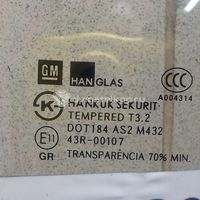 GM HANGLAS CCC
A004314
K HANKUK SEKURIT
TEMPERED T3.2
DOT184 AS2 M432
E11 43R-00107
GR TRANSPARÊNCIA 70% MIN.